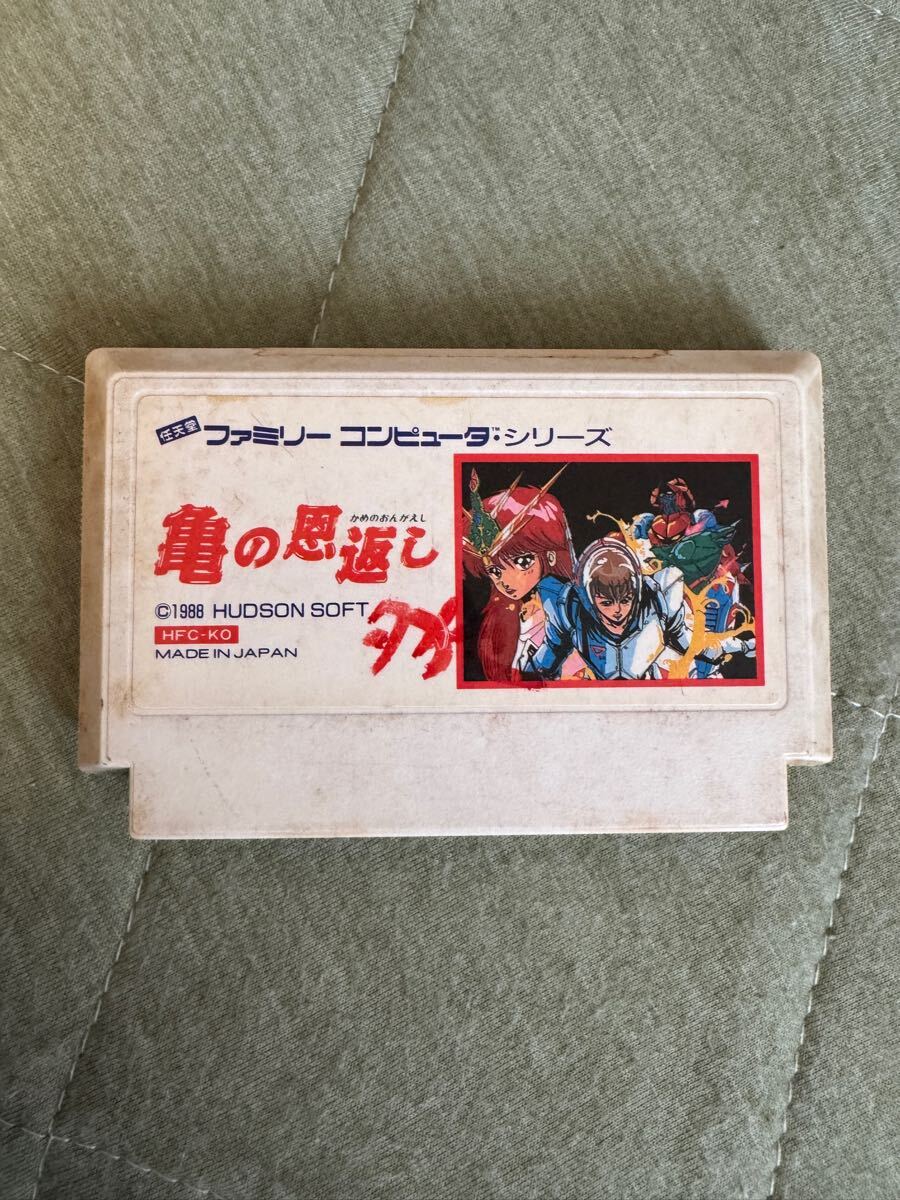 任天堂 ファミリー コンピュータ™・シリーズ
かめのおんがえし
亀の恩返し
©1988 HUDSON SOFT
HFC-KO
MADE IN JAPAN